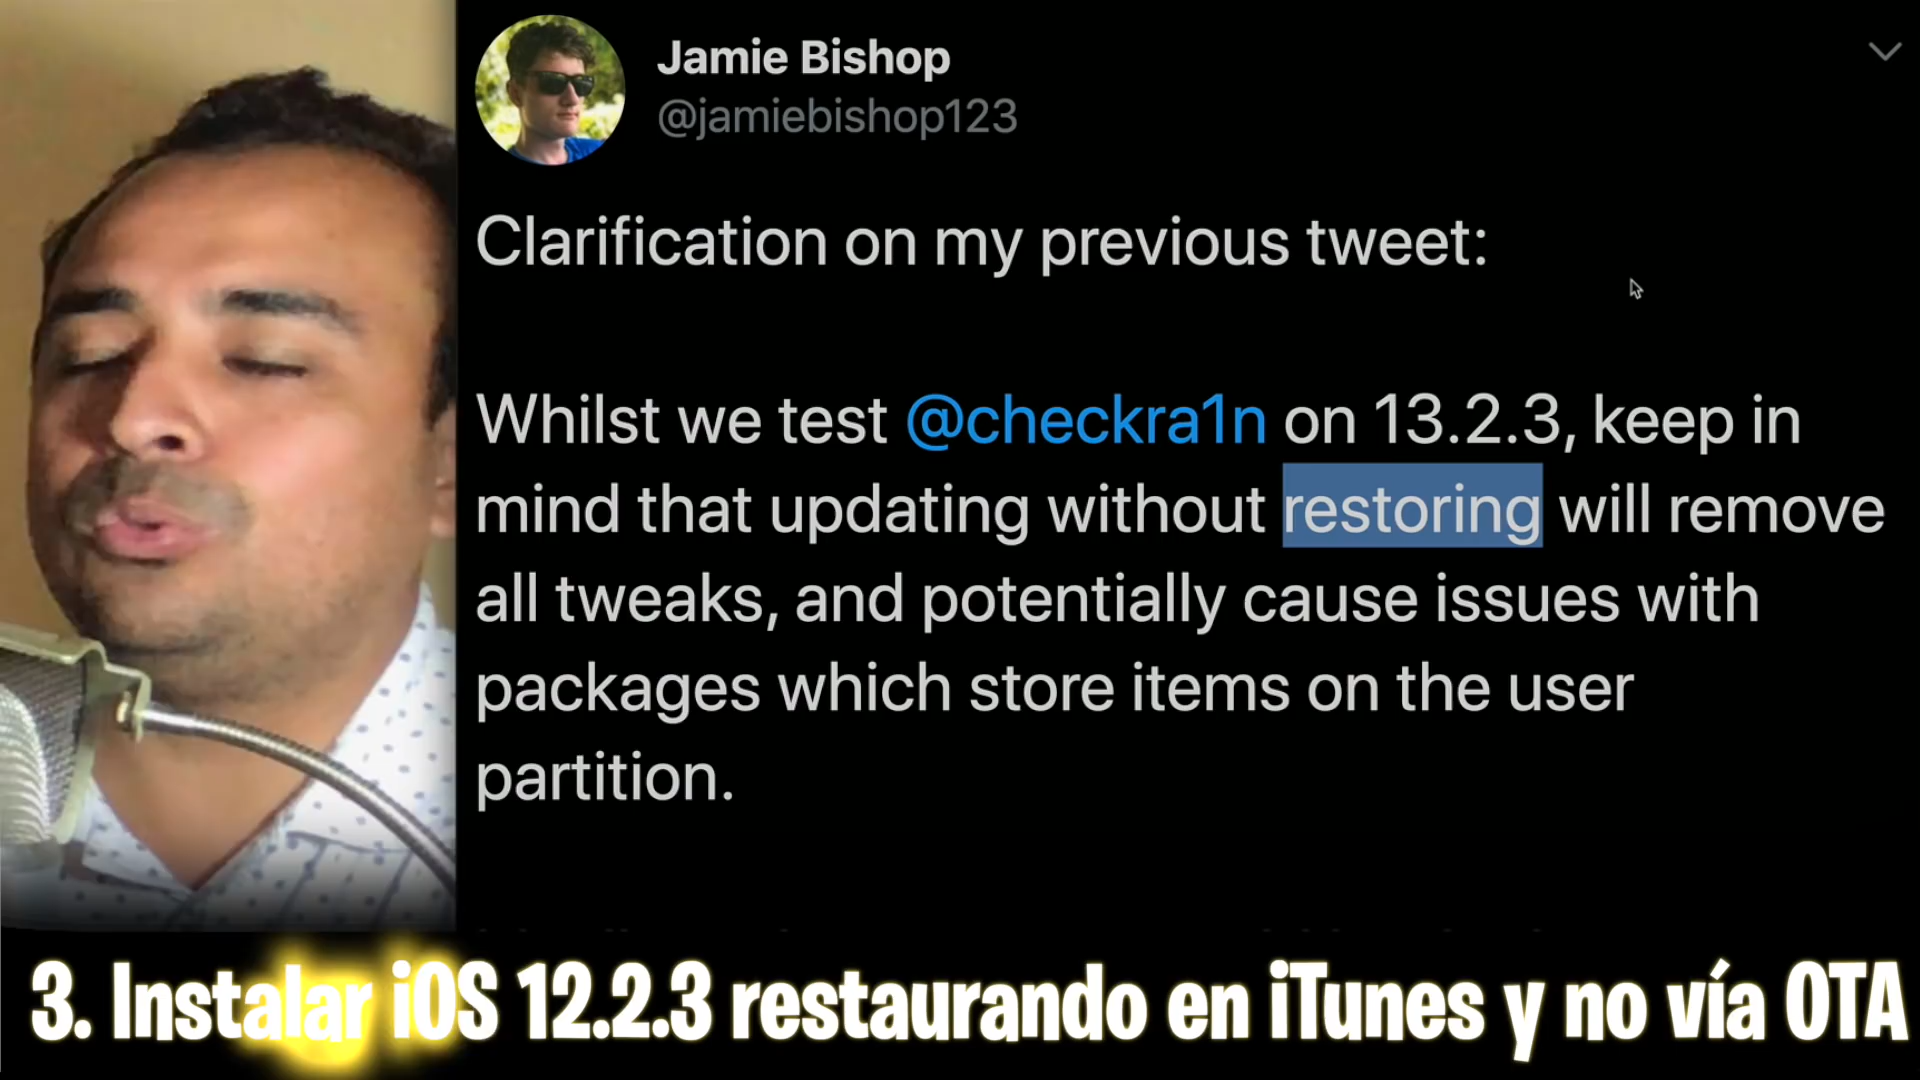 Jamie Bishop
@jamiebishop123
Clarification on my previous tweet:
Whilst we test @checkra1n on 13.2.3, keep in
mind that updating without restoring will remove
all tweaks, and potentially cause issues with
packages which store items on the user
partition.
3. Instalar iOS 12.2.3 restaurando en iTunes y no vía OTA